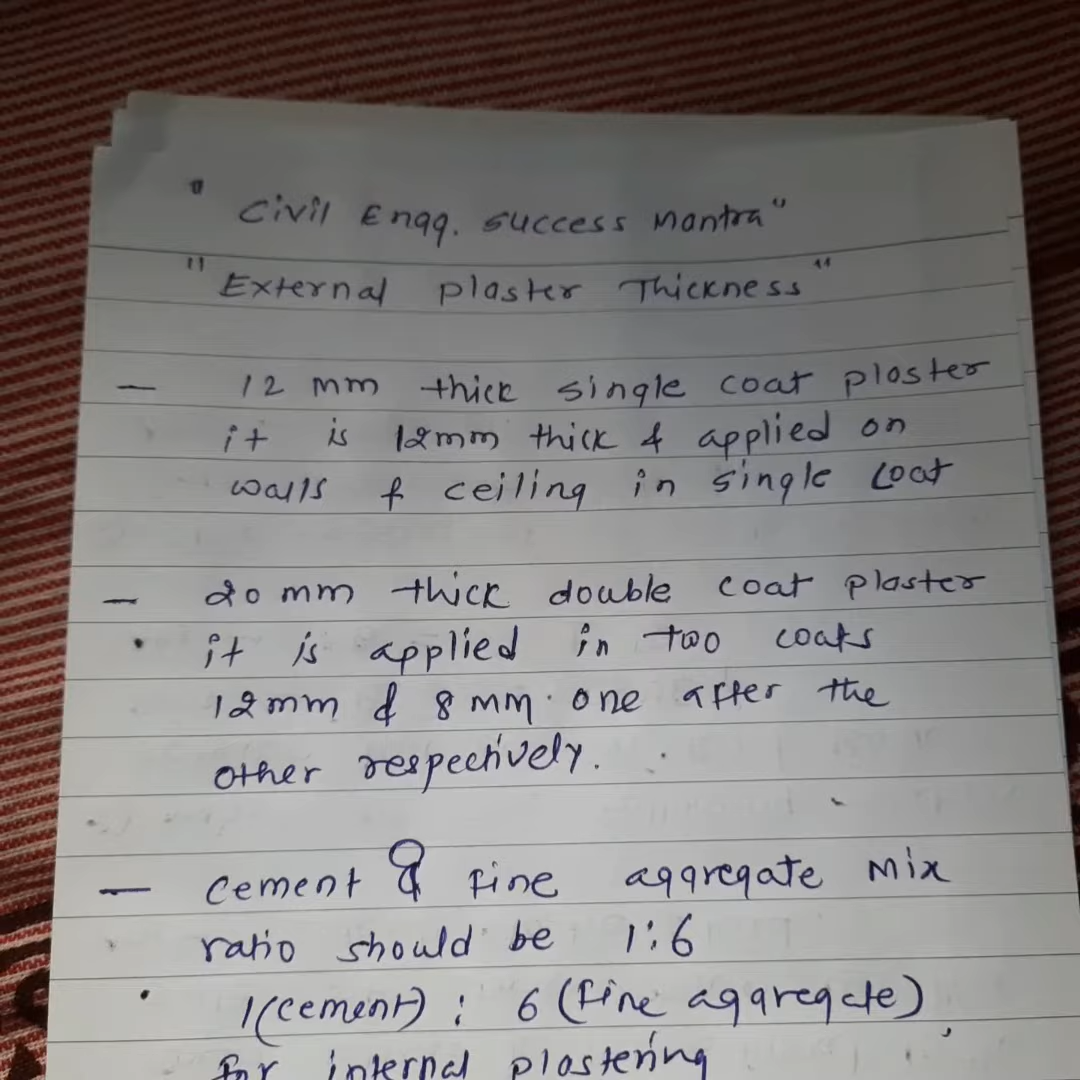 "Civil Engg. success Mantra"
"External plaster Thickness"
— 12 mm thick single coat plaster
it is 12mm thick & applied on
walls & ceiling in single coat
— 20 mm thick double coat plaster
it is applied in two coats
12mm & 8 mm. one after the
other respectively.
— cement & fine aggregate mix
ratio should be 1:6
1(cement) : 6 (fine aggregate)
for internal plastering